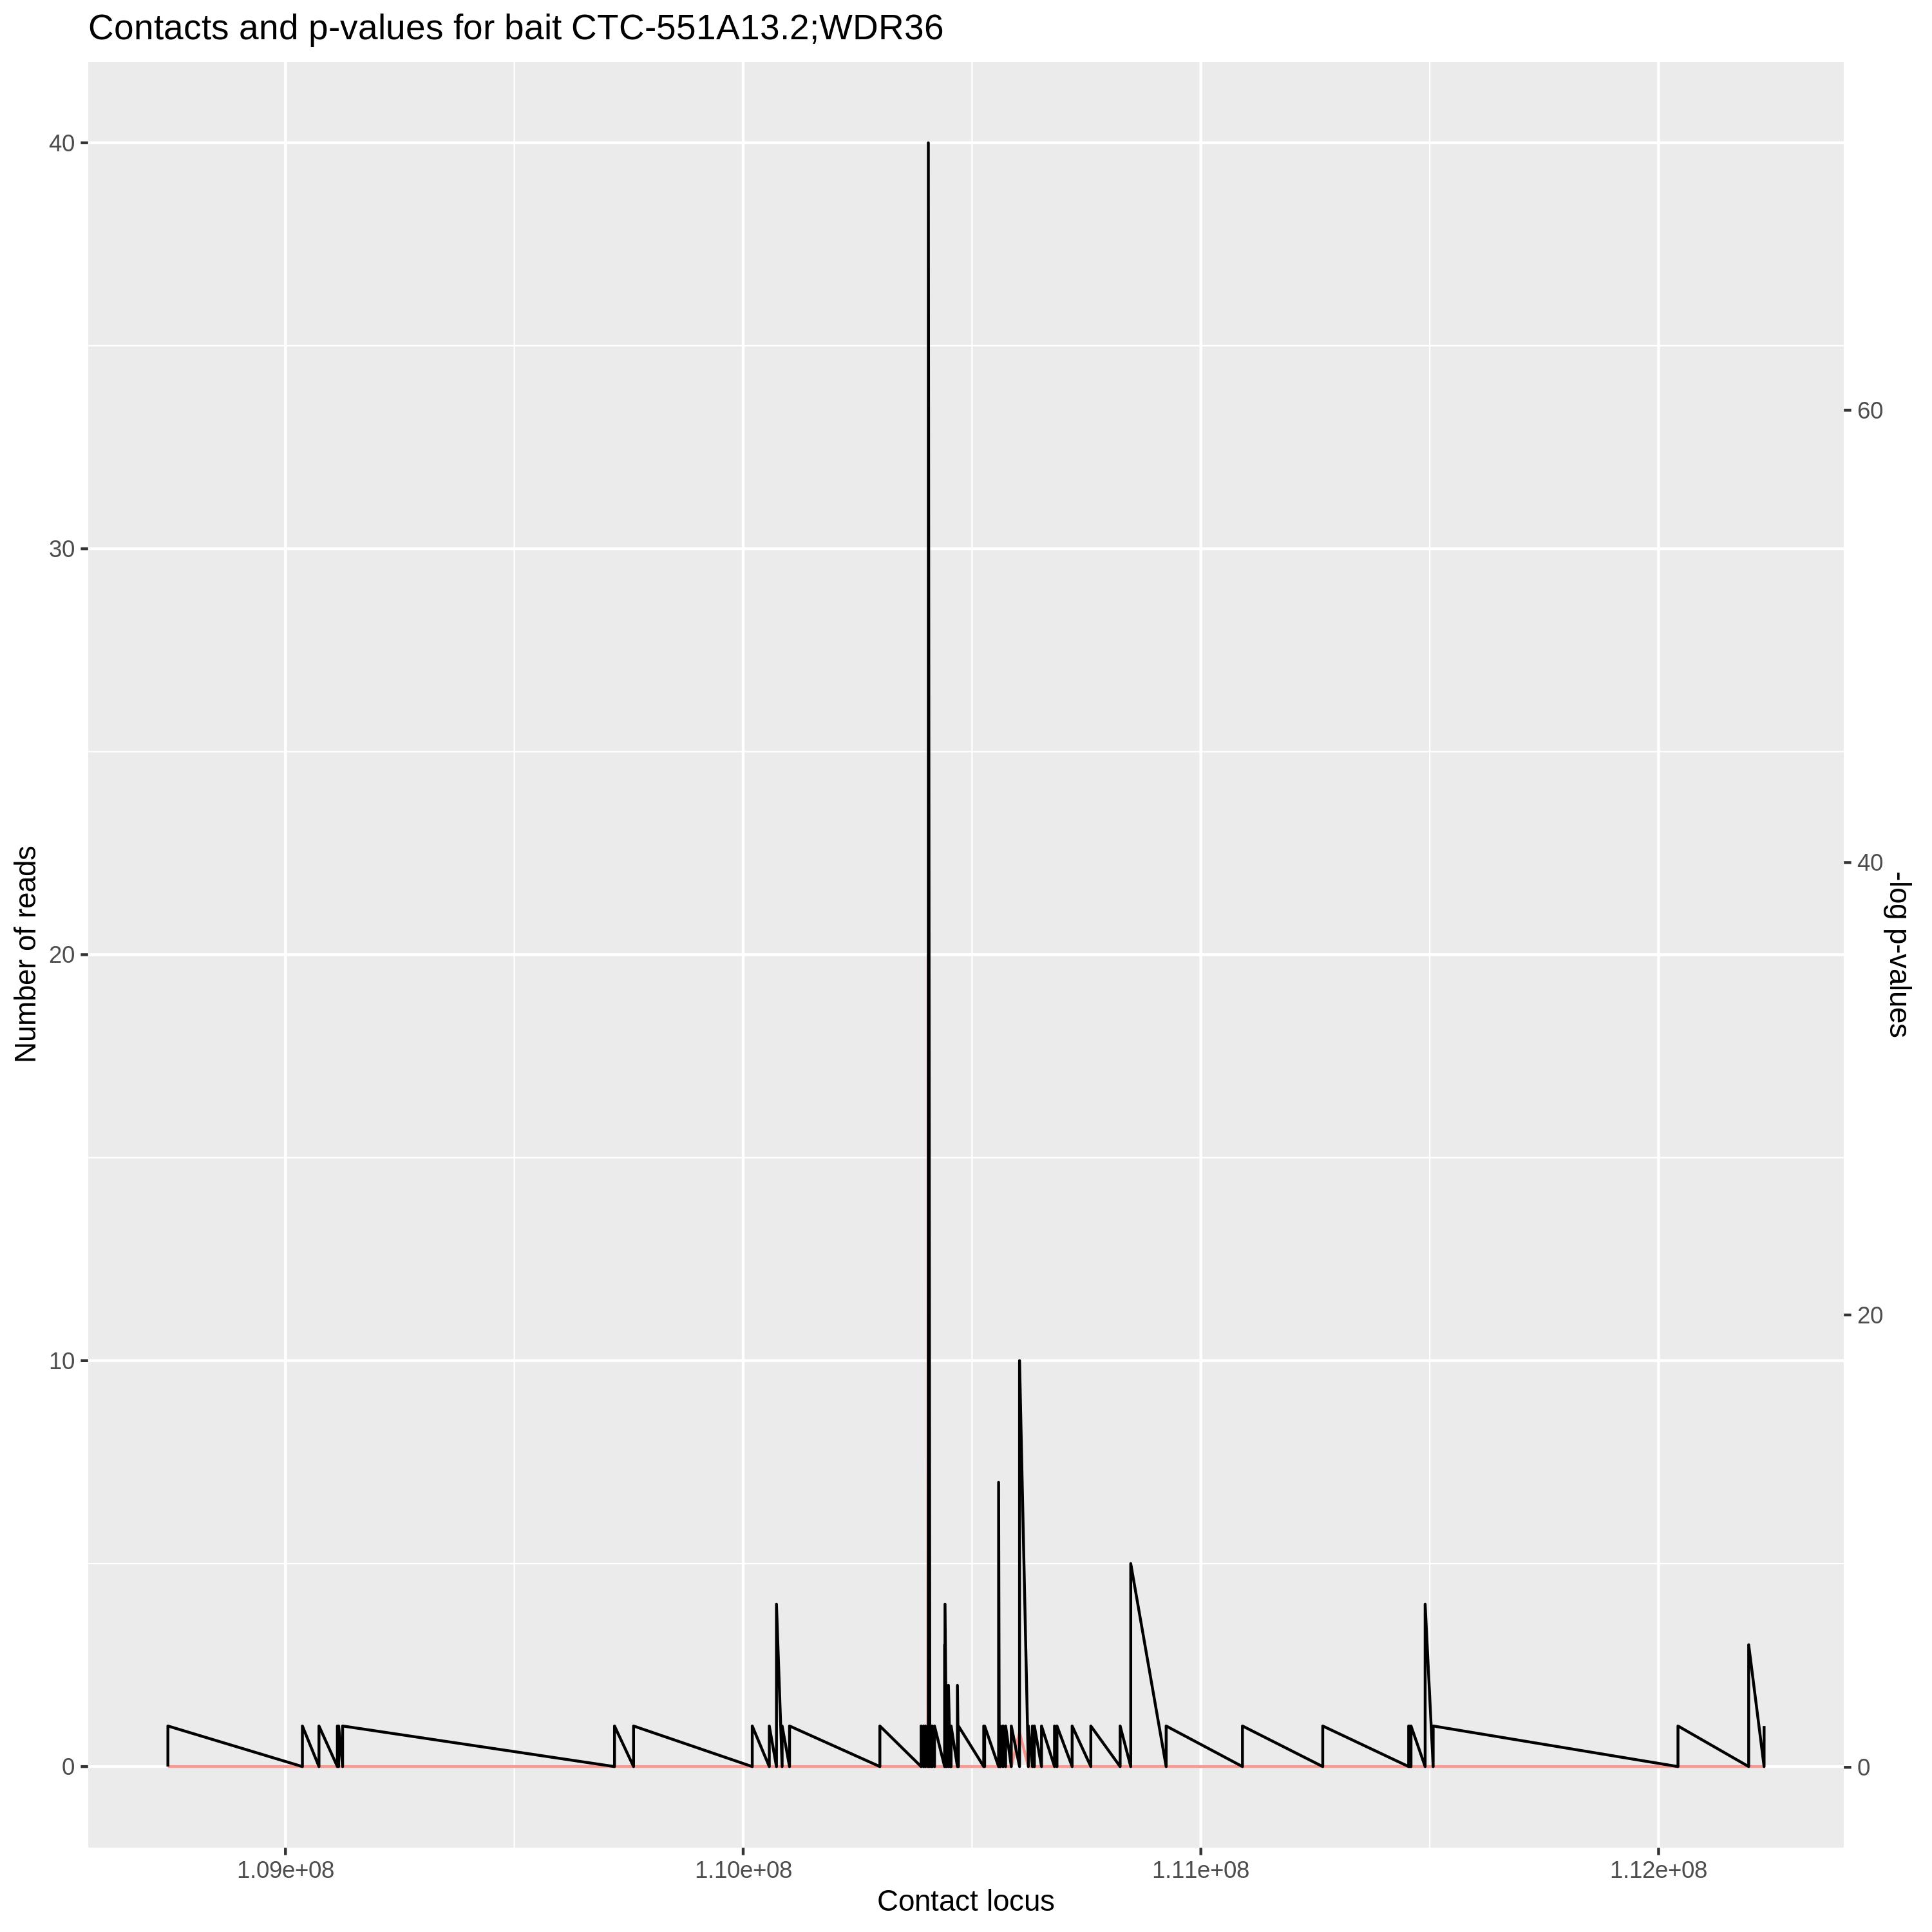 Contacts and p-values for bait CTC-551A13.2;WDR36
40
30
20
10
0
Number of reads
60
40
20
0
-log p-values
1.09e+08
1.10e+08
1.11e+08
1.12e+08
Contact locus